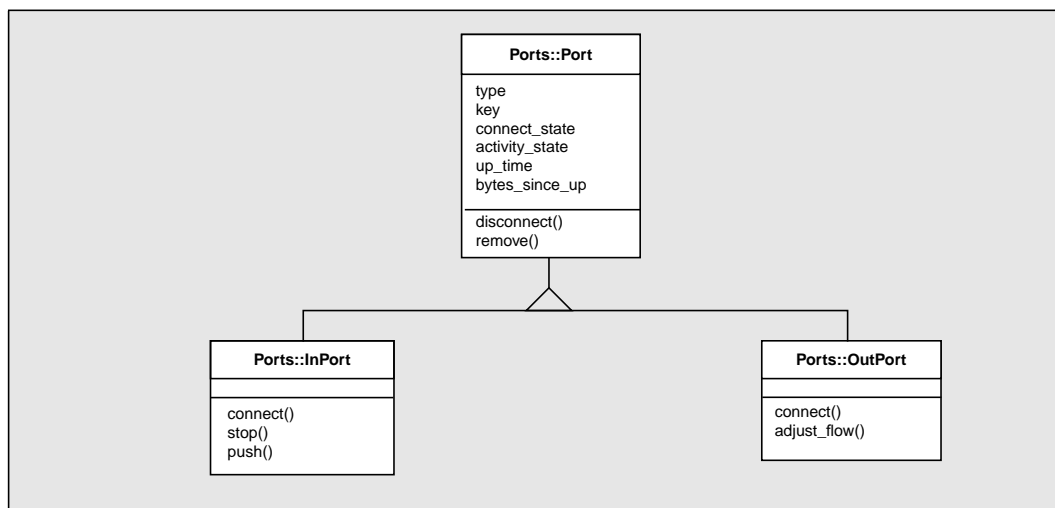 Ports::Port
type
key
connect_state
activity_state
up_time
bytes_since_up
disconnect()
remove()
Ports::InPort
connect()
stop()
push()
Ports::OutPort
connect()
adjust_flow()